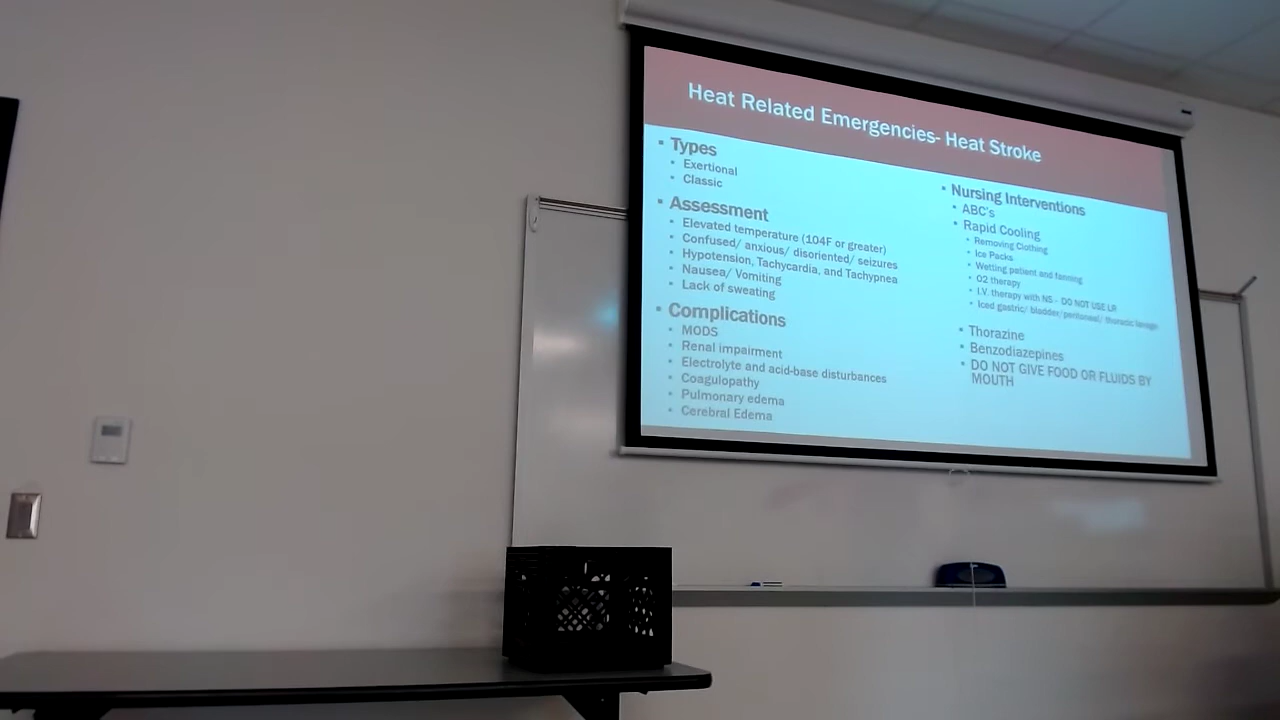 Heat Related Emergencies- Heat Stroke
▪ Types
▪ Exertional
▪ Classic
▪ Assessment
▪ Elevated temperature (104F or greater)
▪ Confused/ anxious/ disoriented/ seizures
▪ Hypotension, Tachycardia, and Tachypnea
▪ Nausea/ Vomiting
▪ Lack of sweating
▪ Complications
▪ MODS
▪ Renal impairment
▪ Electrolyte and acid-base disturbances
▪ Coagulopathy
▪ Pulmonary edema
▪ Cerebral Edema
▪ Nursing Interventions
▪ ABC's
▪ Rapid Cooling
▪ Removing Clothing
▪ Ice Packs
▪ Wetting patient and fanning
▪ O2 therapy
▪ I.V. therapy with NS - DO NOT USE LR
▪ Iced gastric/ bladder/peritoneal/ thoracic lavage
▪ Thorazine
▪ Benzodiazepines
▪ DO NOT GIVE FOOD OR FLUIDS BY
MOUTH